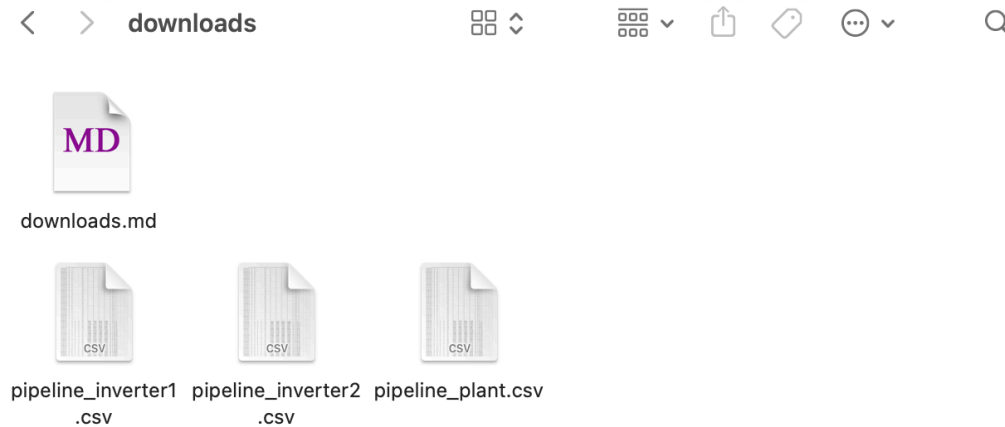 downloads
MD
downloads.md
CSV
CSV
CSV
pipeline_inverter1
.csv
pipeline_inverter2
.csv
pipeline_plant.csv